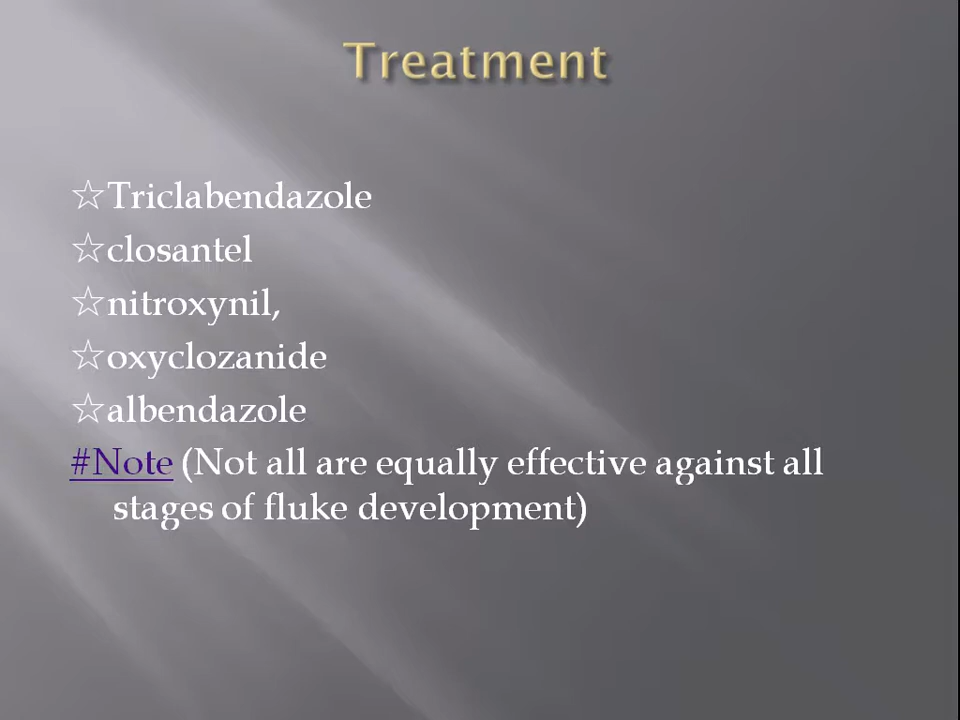 Treatment
☆Triclabendazole
☆closantel
☆nitroxynil,
☆oxyclozanide
☆albendazole
#Note (Not all are equally effective against all
stages of fluke development)